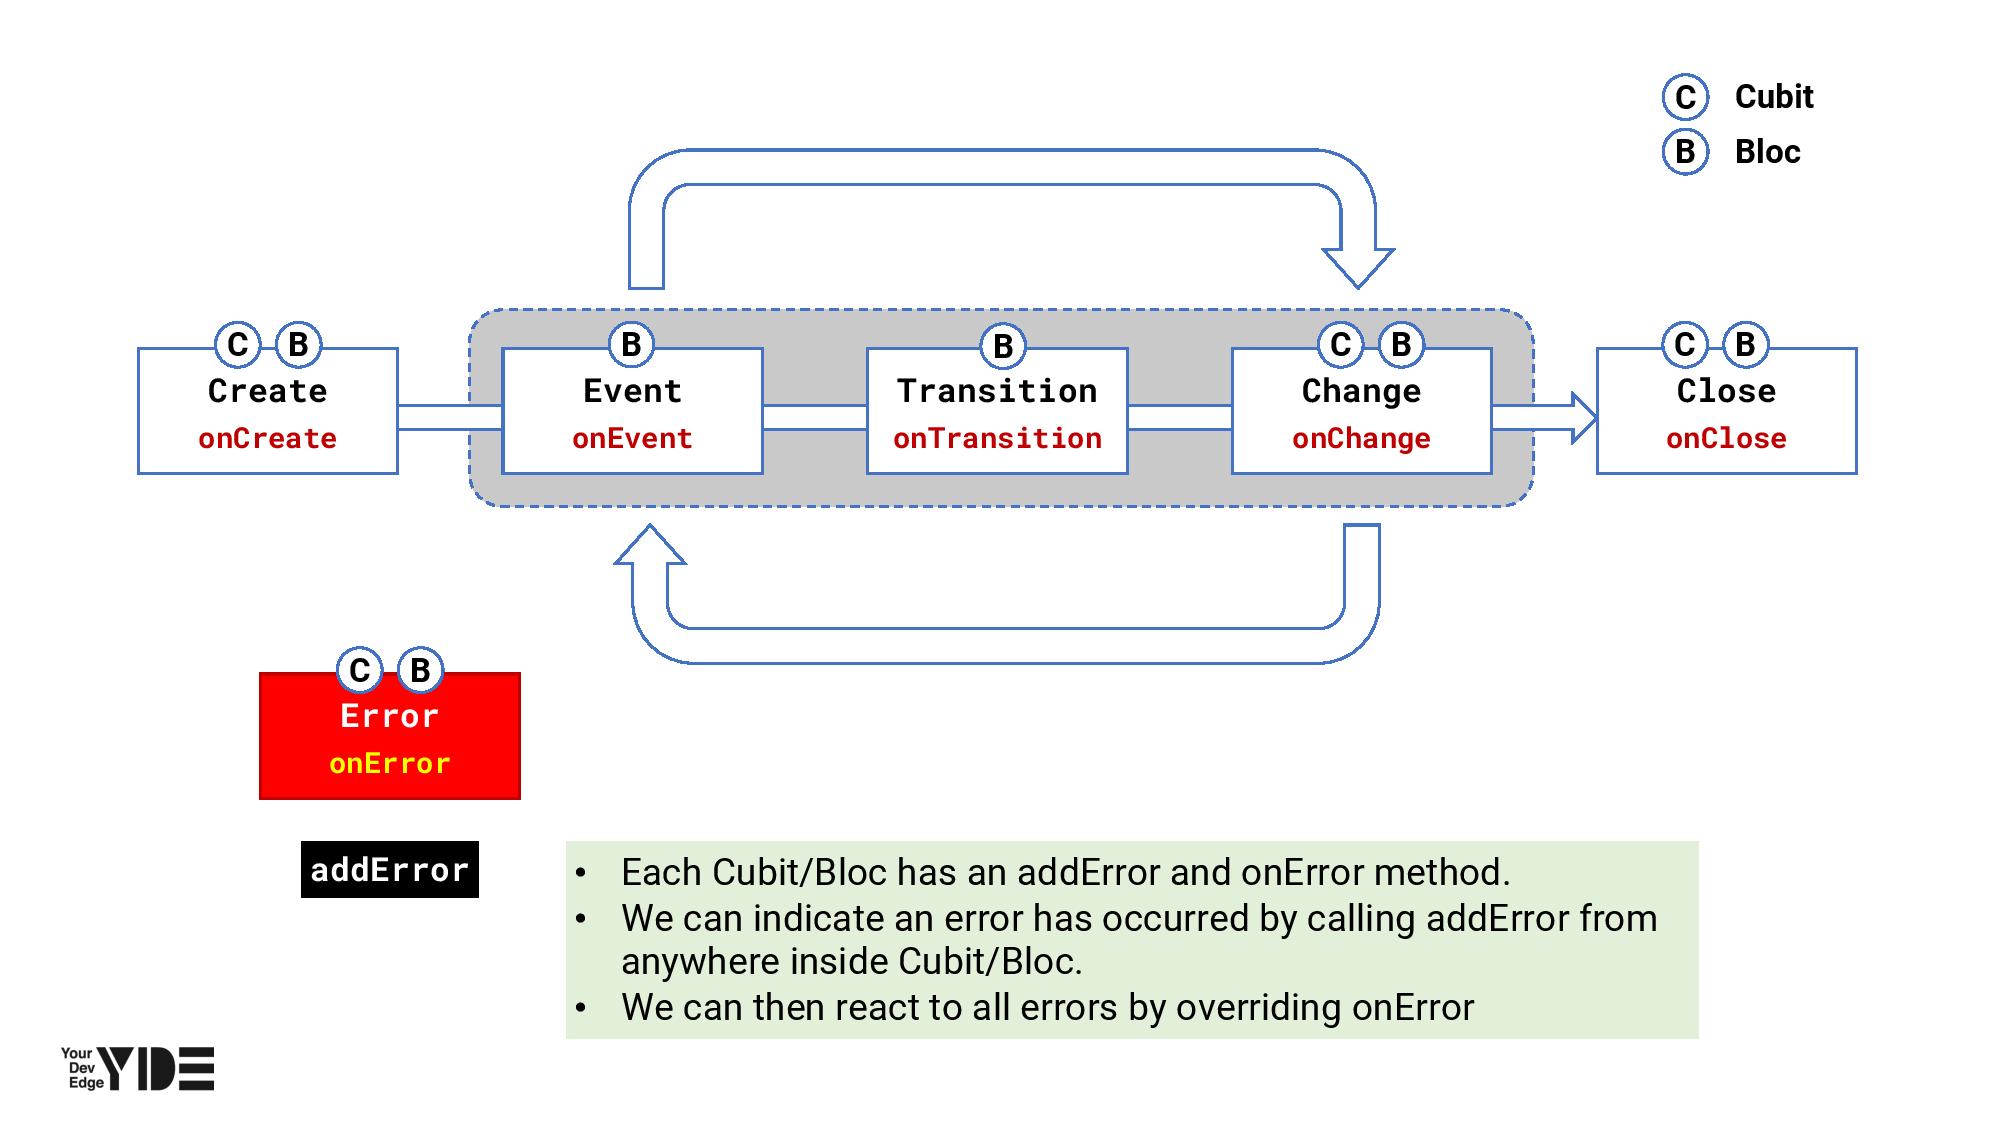 C Cubit
B Bloc
C B
Create
onCreate
B
Event
onEvent
B
Transition
onTransition
C B
Change
onChange
C B
Close
onClose
C B
Error
onError
addError
• Each Cubit/Bloc has an addError and onError method.
• We can indicate an error has occurred by calling addError from
anywhere inside Cubit/Bloc.
• We can then react to all errors by overriding onError
Your
Dev
Edge
YDE